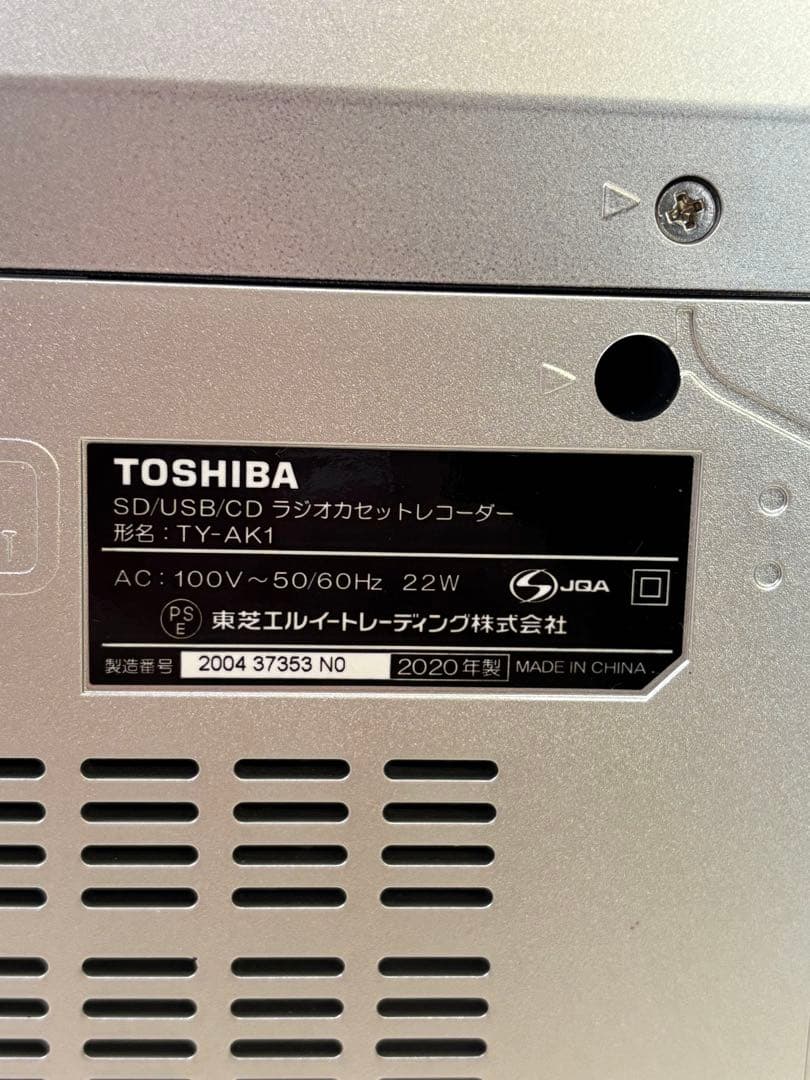 TOSHIBA
SD/USB/CD ラジオカセットレコーダー
形名：TY-AK1
AC：100V～50/60Hz 22W JQA
PS E 東芝エルイートレーディング株式会社
製造番号 2004 37353 N0 2020年製 MADE IN CHINA